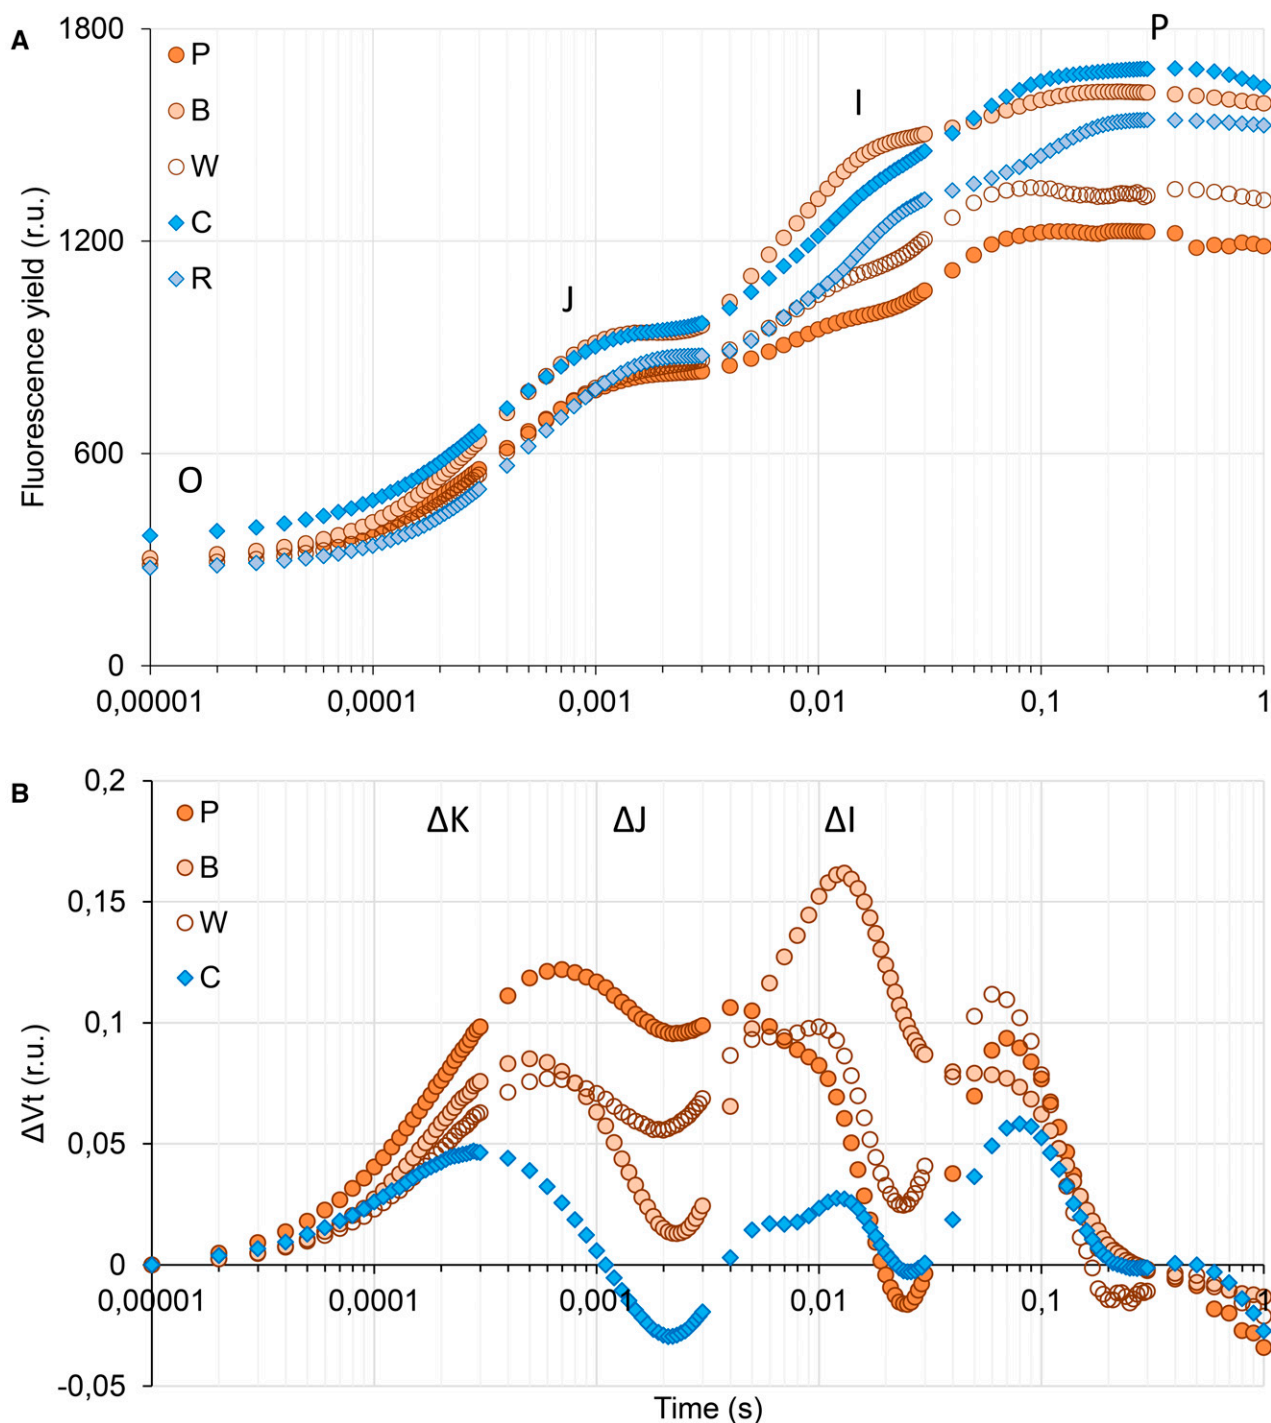 A
1800
P
P
B
I
W
1200
C
R
J
Fluorescence yield (r.u.)
600
O
0
0,00001
0,0001
0,001
0,01
0,1
1
B
0,2
P
ΔK
ΔJ
ΔI
B
0,15
W
C
0,1
ΔVt (r.u.)
0,05
0
0,00001
0,0001
0,001
0,01
0,1
1
-0,05
Time (s)